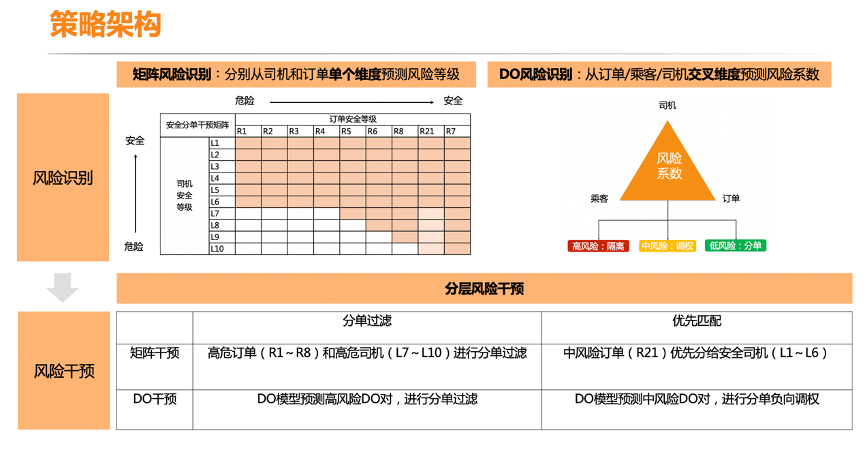 策略架构
矩阵风险识别：分别从司机和订单单个维度预测风险等级
DO风险识别：从订单/乘客/司机交叉维度预测风险系数
风险识别
危险
安全
安全分单干预矩阵
订单安全等级
R1 R2 R3 R4 R5 R6 R8 R21 R7
安全
危险
司机
安全
等级
L1
L2
L3
L4
L5
L6
L7
L8
L9
L10
司机
风险
系数
乘客
订单
高风险：隔离
中风险：调权
低风险：分单
分层风险干预
风险干预
分单过滤
优先匹配
矩阵干预
高危订单（R1～R8）和高危司机（L7～L10）进行分单过滤
中风险订单（R21）优先分给安全司机（L1～L6）
DO干预
DO模型预测高风险DO对，进行分单过滤
DO模型预测中风险DO对，进行分单负向调权